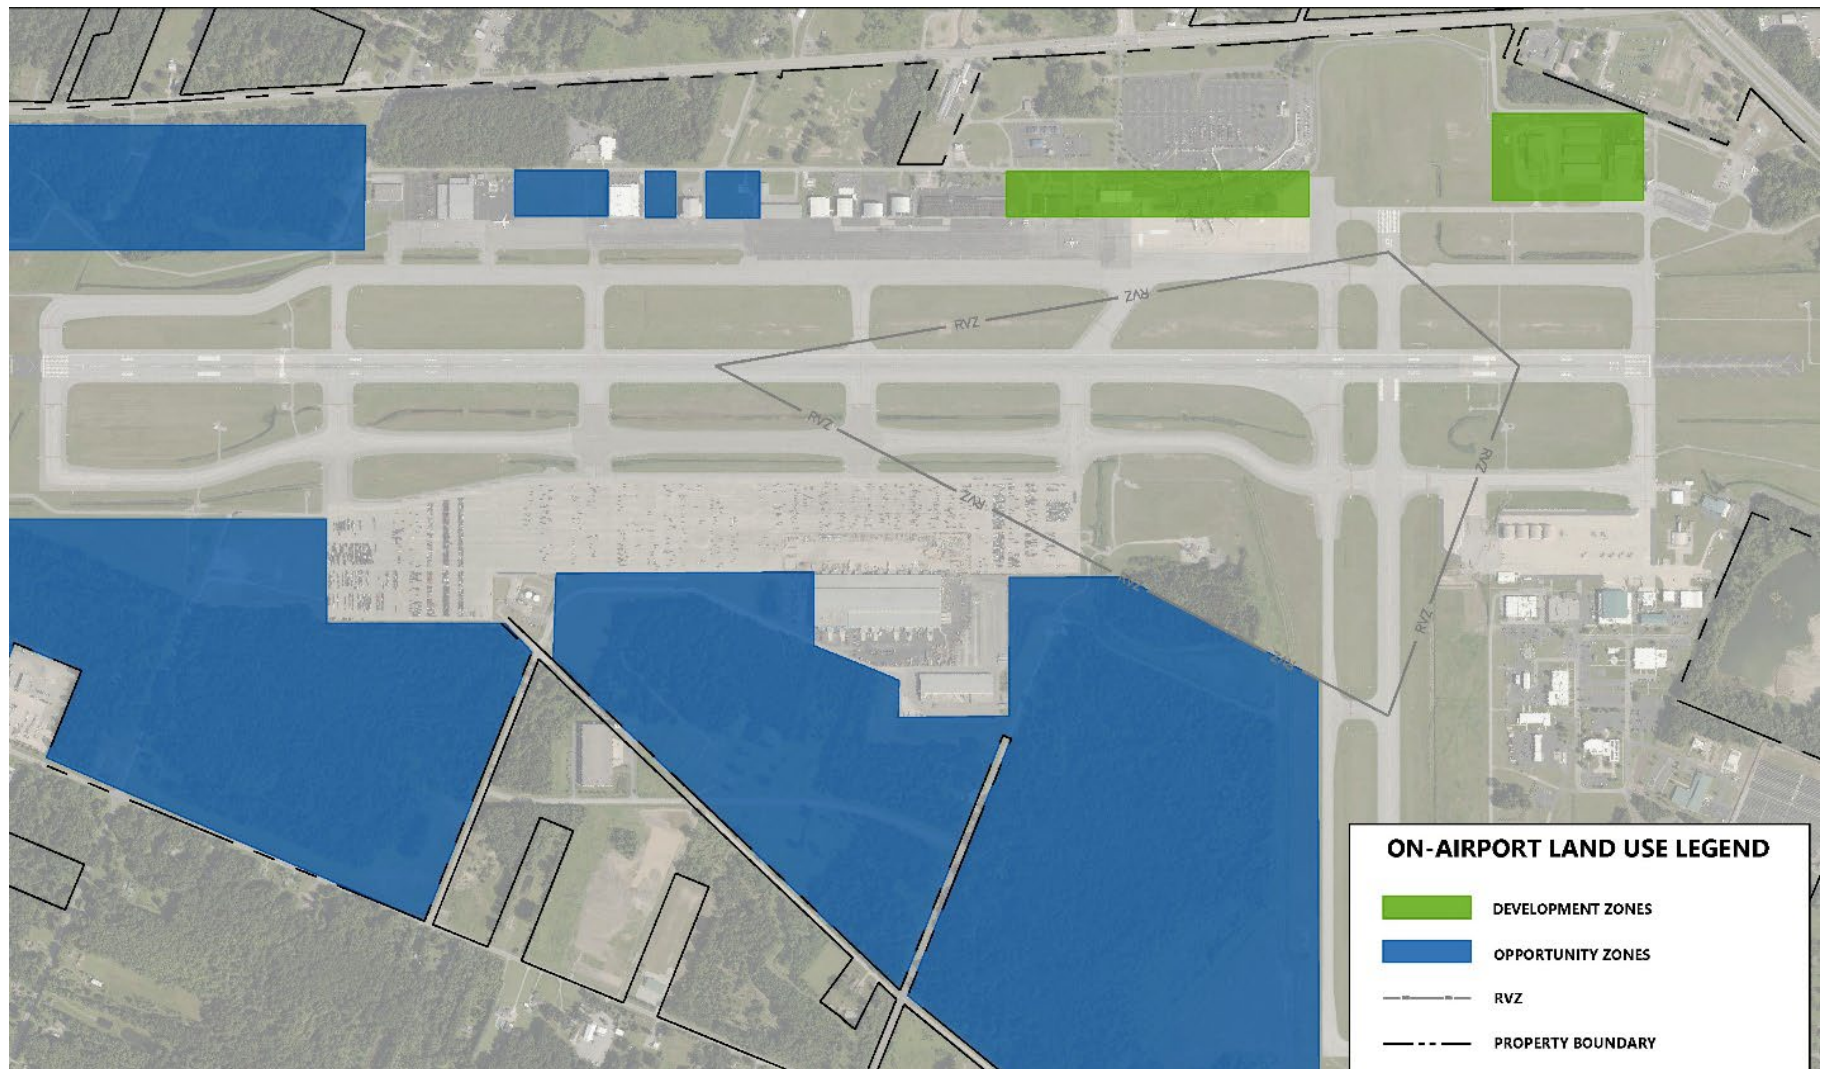 RVZ
RVZ
RVZ
RVZ
RVZ
RVZ
RVZ
RVZ
ON-AIRPORT LAND USE LEGEND
DEVELOPMENT ZONES
OPPORTUNITY ZONES
RVZ
PROPERTY BOUNDARY